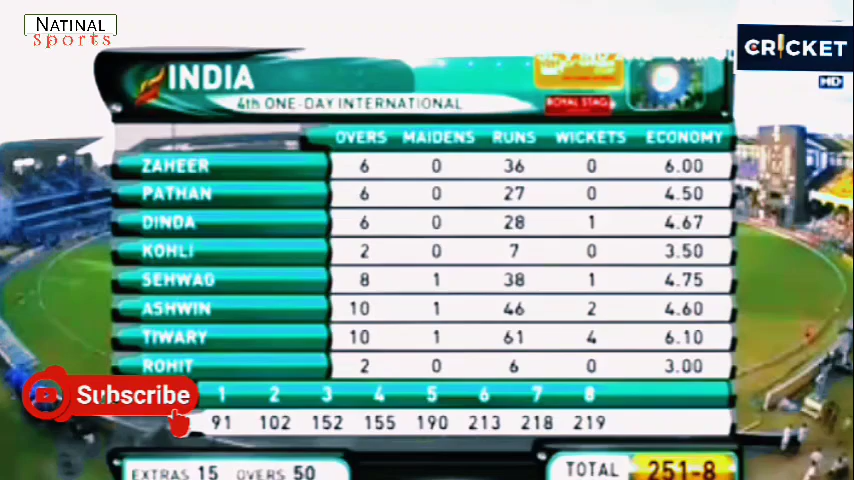 NATINAL
Sports
CRICKET
HD
INDIA
4th ONE-DAY INTERNATIONAL
ROYAL STAG
OVERS MAIDENS RUNS WICKETS ECONOMY
ZAHEER 6 0 36 0 6.00
PATHAN 6 0 27 0 4.50
DINDA 6 0 28 1 4.67
KOHLI 2 0 7 0 3.50
SEHWAG 8 1 38 1 4.75
ASHWIN 10 1 46 2 4.60
TIWARY 10 1 61 4 6.10
ROHIT 2 0 6 0 3.00
Subscribe
1 2 3 4 5 6 7 8
91 102 152 155 190 213 218 219
EXTRAS 15 OVERS 50
TOTAL 251-8